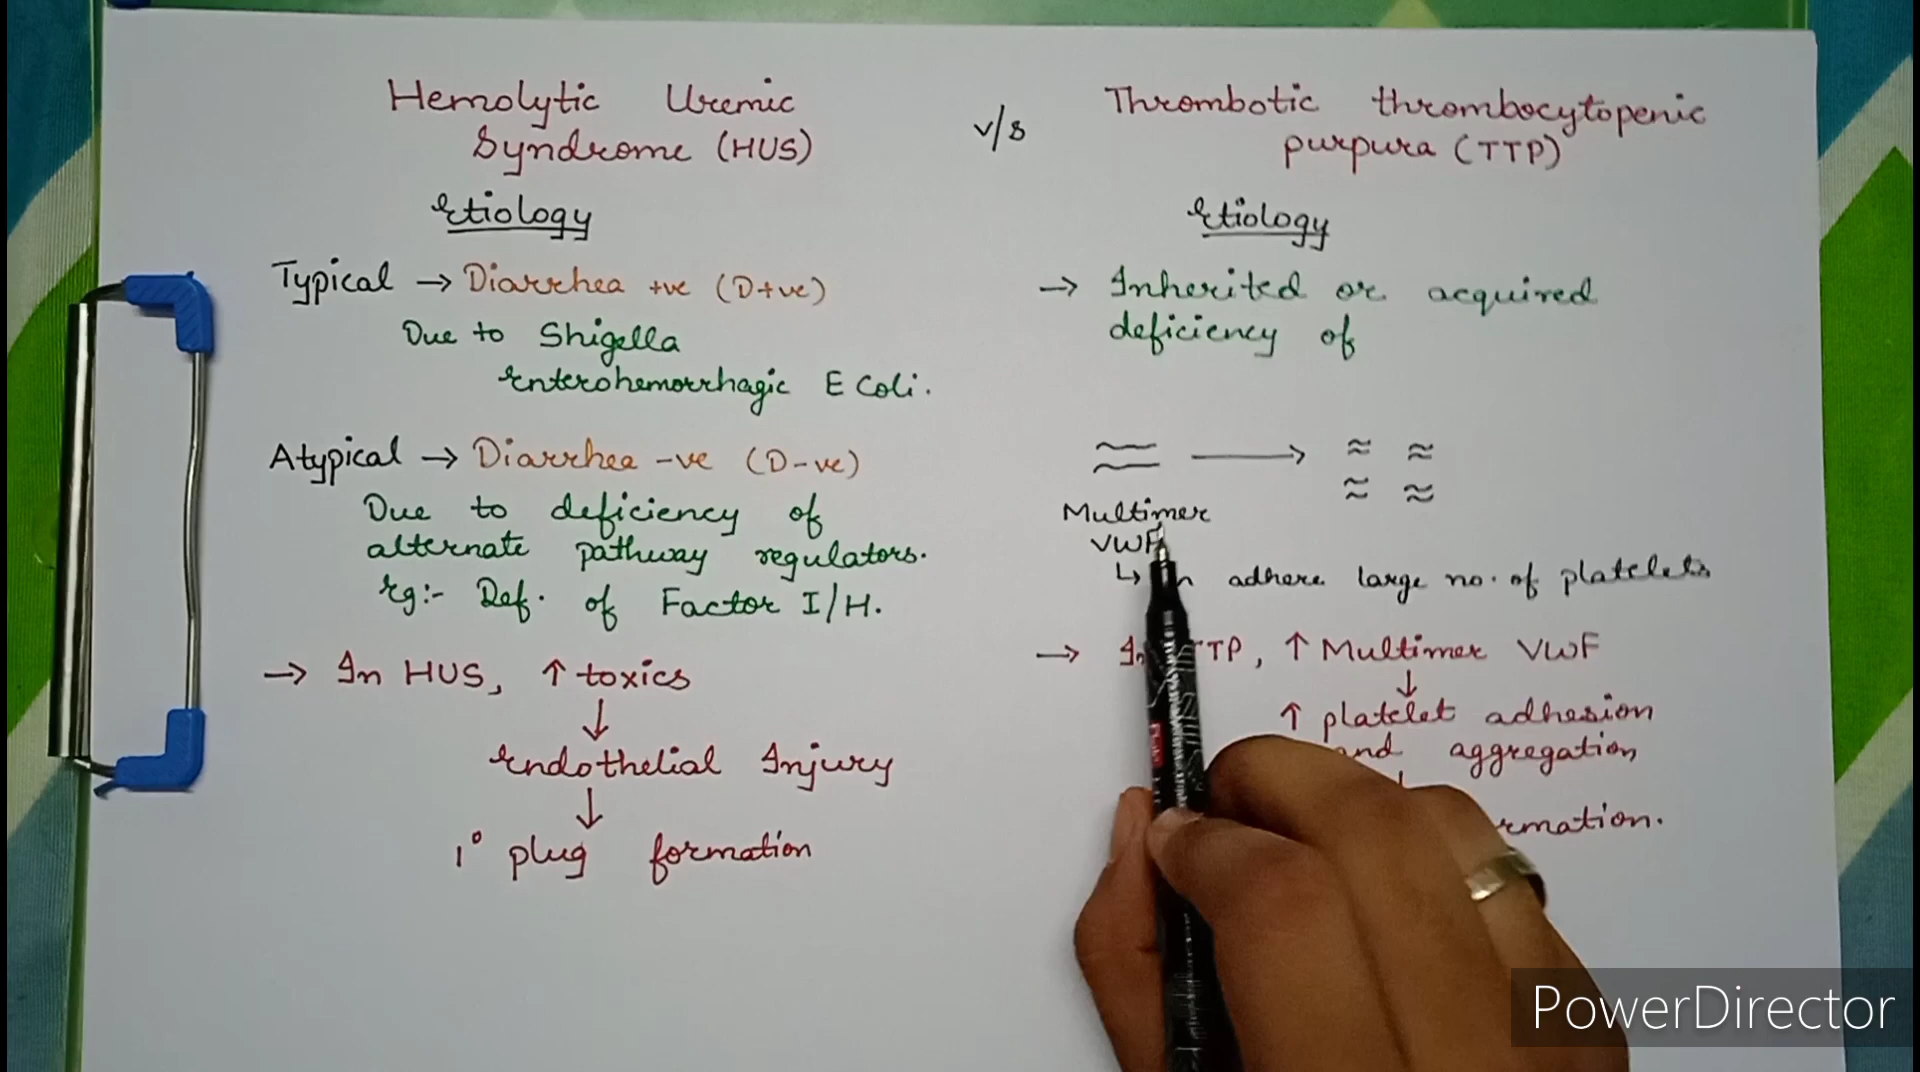 Hemolytic Uremic
Syndrome (HUS)
v/s
Thrombotic thrombocytopenic
purpura (TTP)
Etiology
Typical → Diarrhea +ve (D+ve)
Due to Shigella
Enterohemorrhagic E Coli.
Atypical → Diarrhea -ve (D-ve)
Due to deficiency of
alternate pathway regulators.
Eg:- Def. of Factor I/H.
→ In HUS, ↑ toxics
↓
Endothelial Injury
↓
1° plug formation
Etiology
→ Inherited or acquired
deficiency of
Multimer
VWF
↳ adhere large no. of platelets
→ In TTP, ↑ Multimer VWF
↓
↑ platelet adhesion
and aggregation
PowerDirector